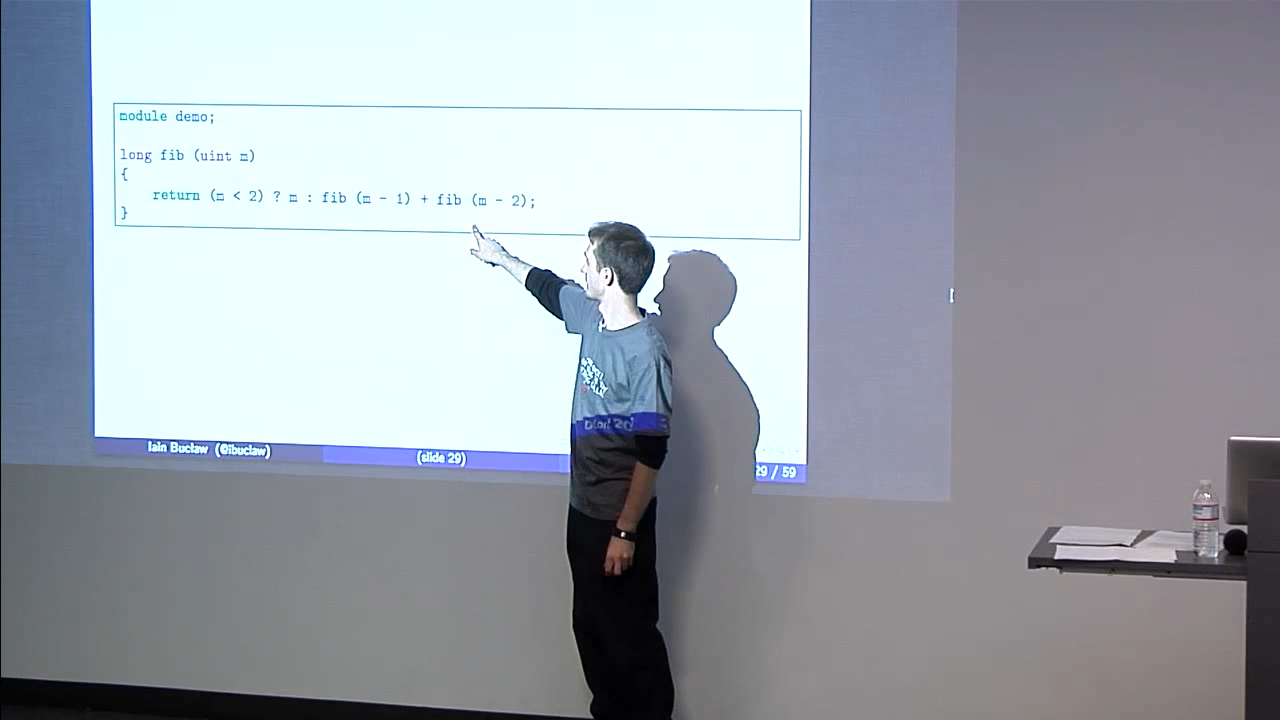 module demo;
long fib (uint m)
{
return (m < 2) ? m : fib (m - 1) + fib (m - 2);
}
Iain Buclaw (@ibuclaw)
(slide 29)
29 / 59